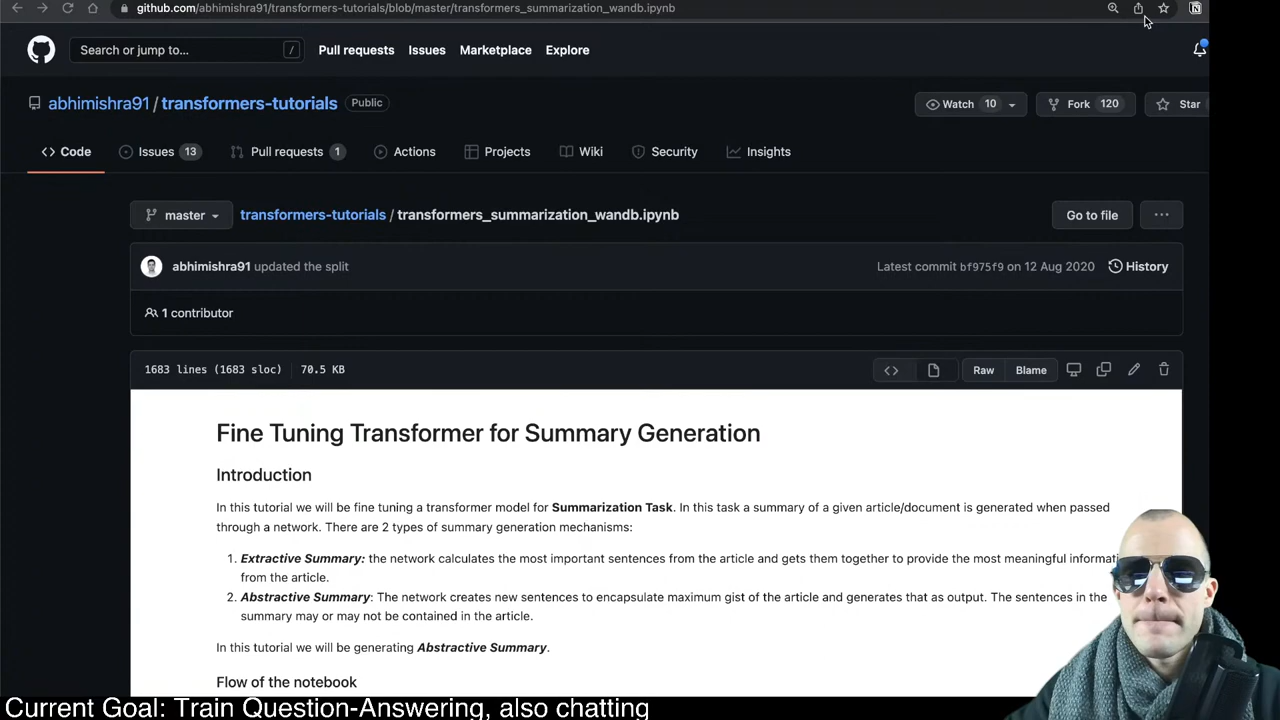 github.com/abhimishra91/transformers-tutorials/blob/master/transformers_summarization_wandb.ipynb
Search or jump to... / Pull requests Issues Marketplace Explore
abhimishra91 / transformers-tutorials Public
Watch 10 Fork 120 Star
Code Issues 13 Pull requests 1 Actions Projects Wiki Security Insights
master transformers-tutorials / transformers_summarization_wandb.ipynb Go to file ...
abhimishra91 updated the split Latest commit bf975f9 on 12 Aug 2020 History
1 contributor
1683 lines (1683 sloc) 70.5 KB <> Raw Blame
Fine Tuning Transformer for Summary Generation
Introduction
In this tutorial we will be fine tuning a transformer model for Summarization Task. In this task a summary of a given article/document is generated when passed
through a network. There are 2 types of summary generation mechanisms:
1. Extractive Summary: the network calculates the most important sentences from the article and gets them together to provide the most meaningful informati
from the article.
2. Abstractive Summary: The network creates new sentences to encapsulate maximum gist of the article and generates that as output. The sentences in the
summary may or may not be contained in the article.
In this tutorial we will be generating Abstractive Summary.
Flow of the notebook
Current Goal: Train Question-Answering, also chatting